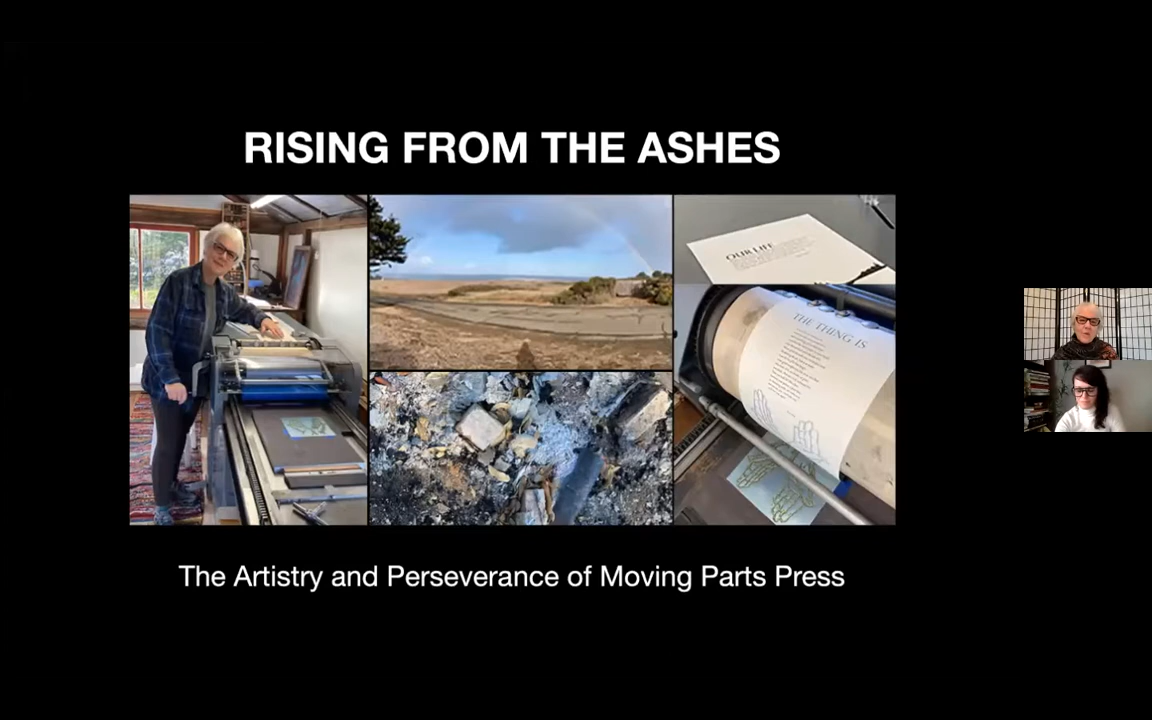 RISING FROM THE ASHES
OUR LIFE
THE THING IS
The Artistry and Perseverance of Moving Parts Press